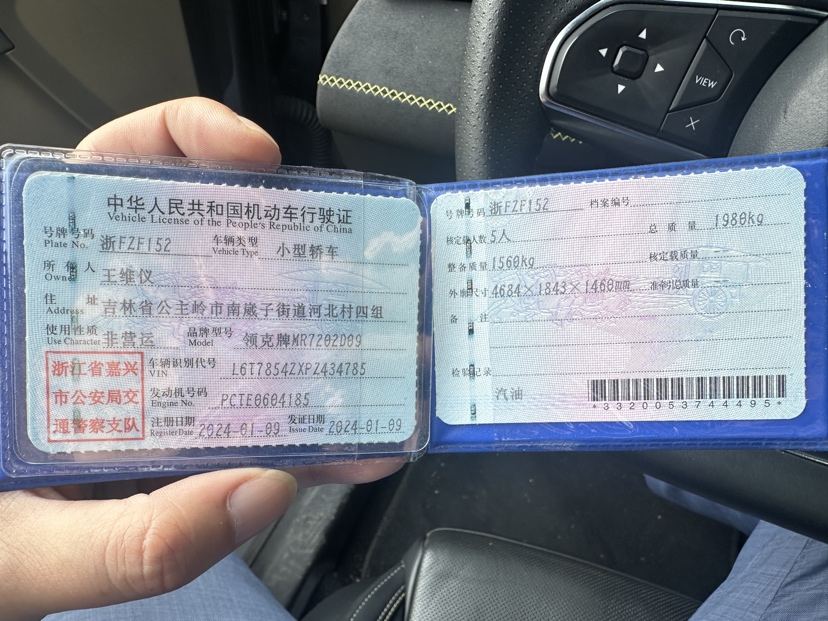 中华人民共和国机动车行驶证
Vehicle License of the People's Republic of China
号牌号码 浙FZF152 车辆类型 小型轿车
Plate No. Vehicle Type
所有人 王维仪
Owner
住址 吉林省公主岭市南崴子街道河北村四组
Address
使用性质 非营运 品牌型号 领克牌MR7202D09
Use Character Model
浙江省嘉兴
市公安局交
通警察支队
车辆识别代号 L6T7854ZXPZ434785
VIN
发动机号码 PCTE0604185
Engine No.
注册日期 2024-01-09 发证日期 2024-01-09
Register Date Issue Date
号牌号码 浙FZF152 档案编号
核定载人数 5人 总质量 1980kg
整备质量 1560kg 核定载质量 --
外廓尺寸 4684×1843×1460mm 准牵引总质量 --
备注
检验记录
汽油
*3320053744495*
VIEW